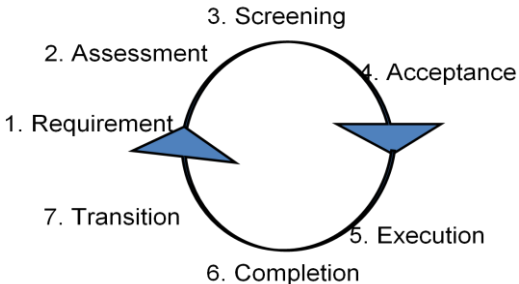 3. Screening
2. Assessment
4. Acceptance
1. Requirement
7. Transition
5. Execution
6. Completion